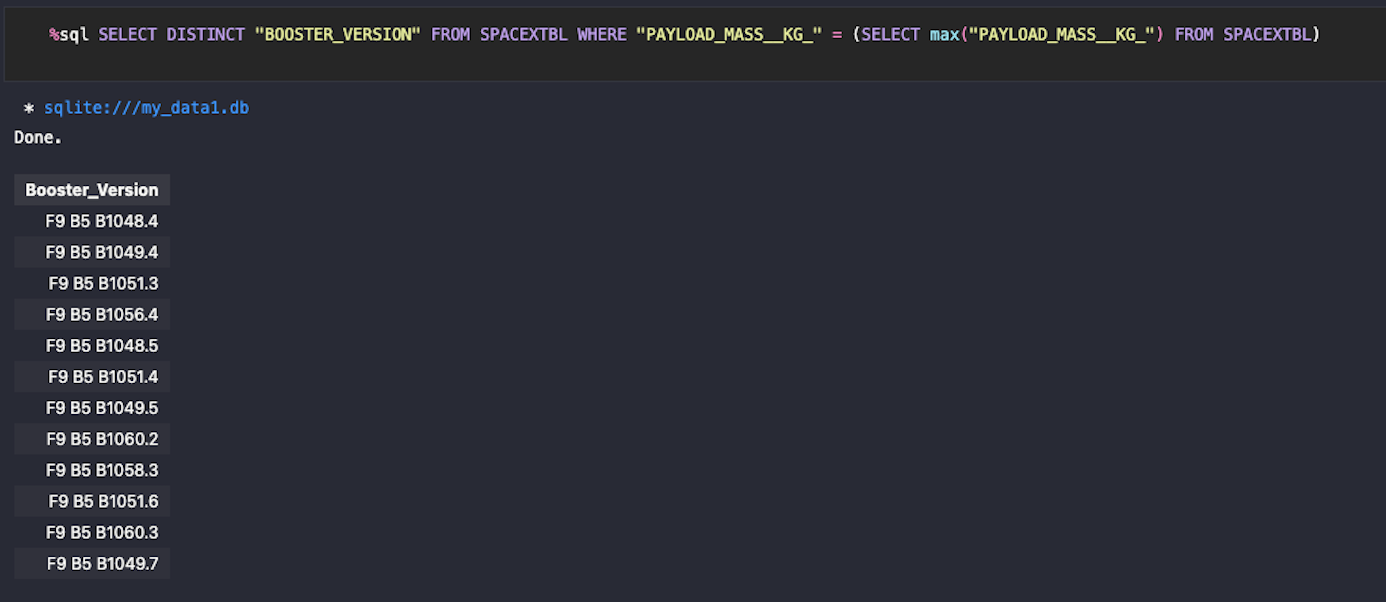 %sql SELECT DISTINCT "BOOSTER_VERSION" FROM SPACEXTBL WHERE "PAYLOAD_MASS__KG_" = (SELECT max("PAYLOAD_MASS__KG_") FROM SPACEXTBL)
* sqlite:///my_data1.db
Done.
Booster_Version
F9 B5 B1048.4
F9 B5 B1049.4
F9 B5 B1051.3
F9 B5 B1056.4
F9 B5 B1048.5
F9 B5 B1051.4
F9 B5 B1049.5
F9 B5 B1060.2
F9 B5 B1058.3
F9 B5 B1051.6
F9 B5 B1060.3
F9 B5 B1049.7